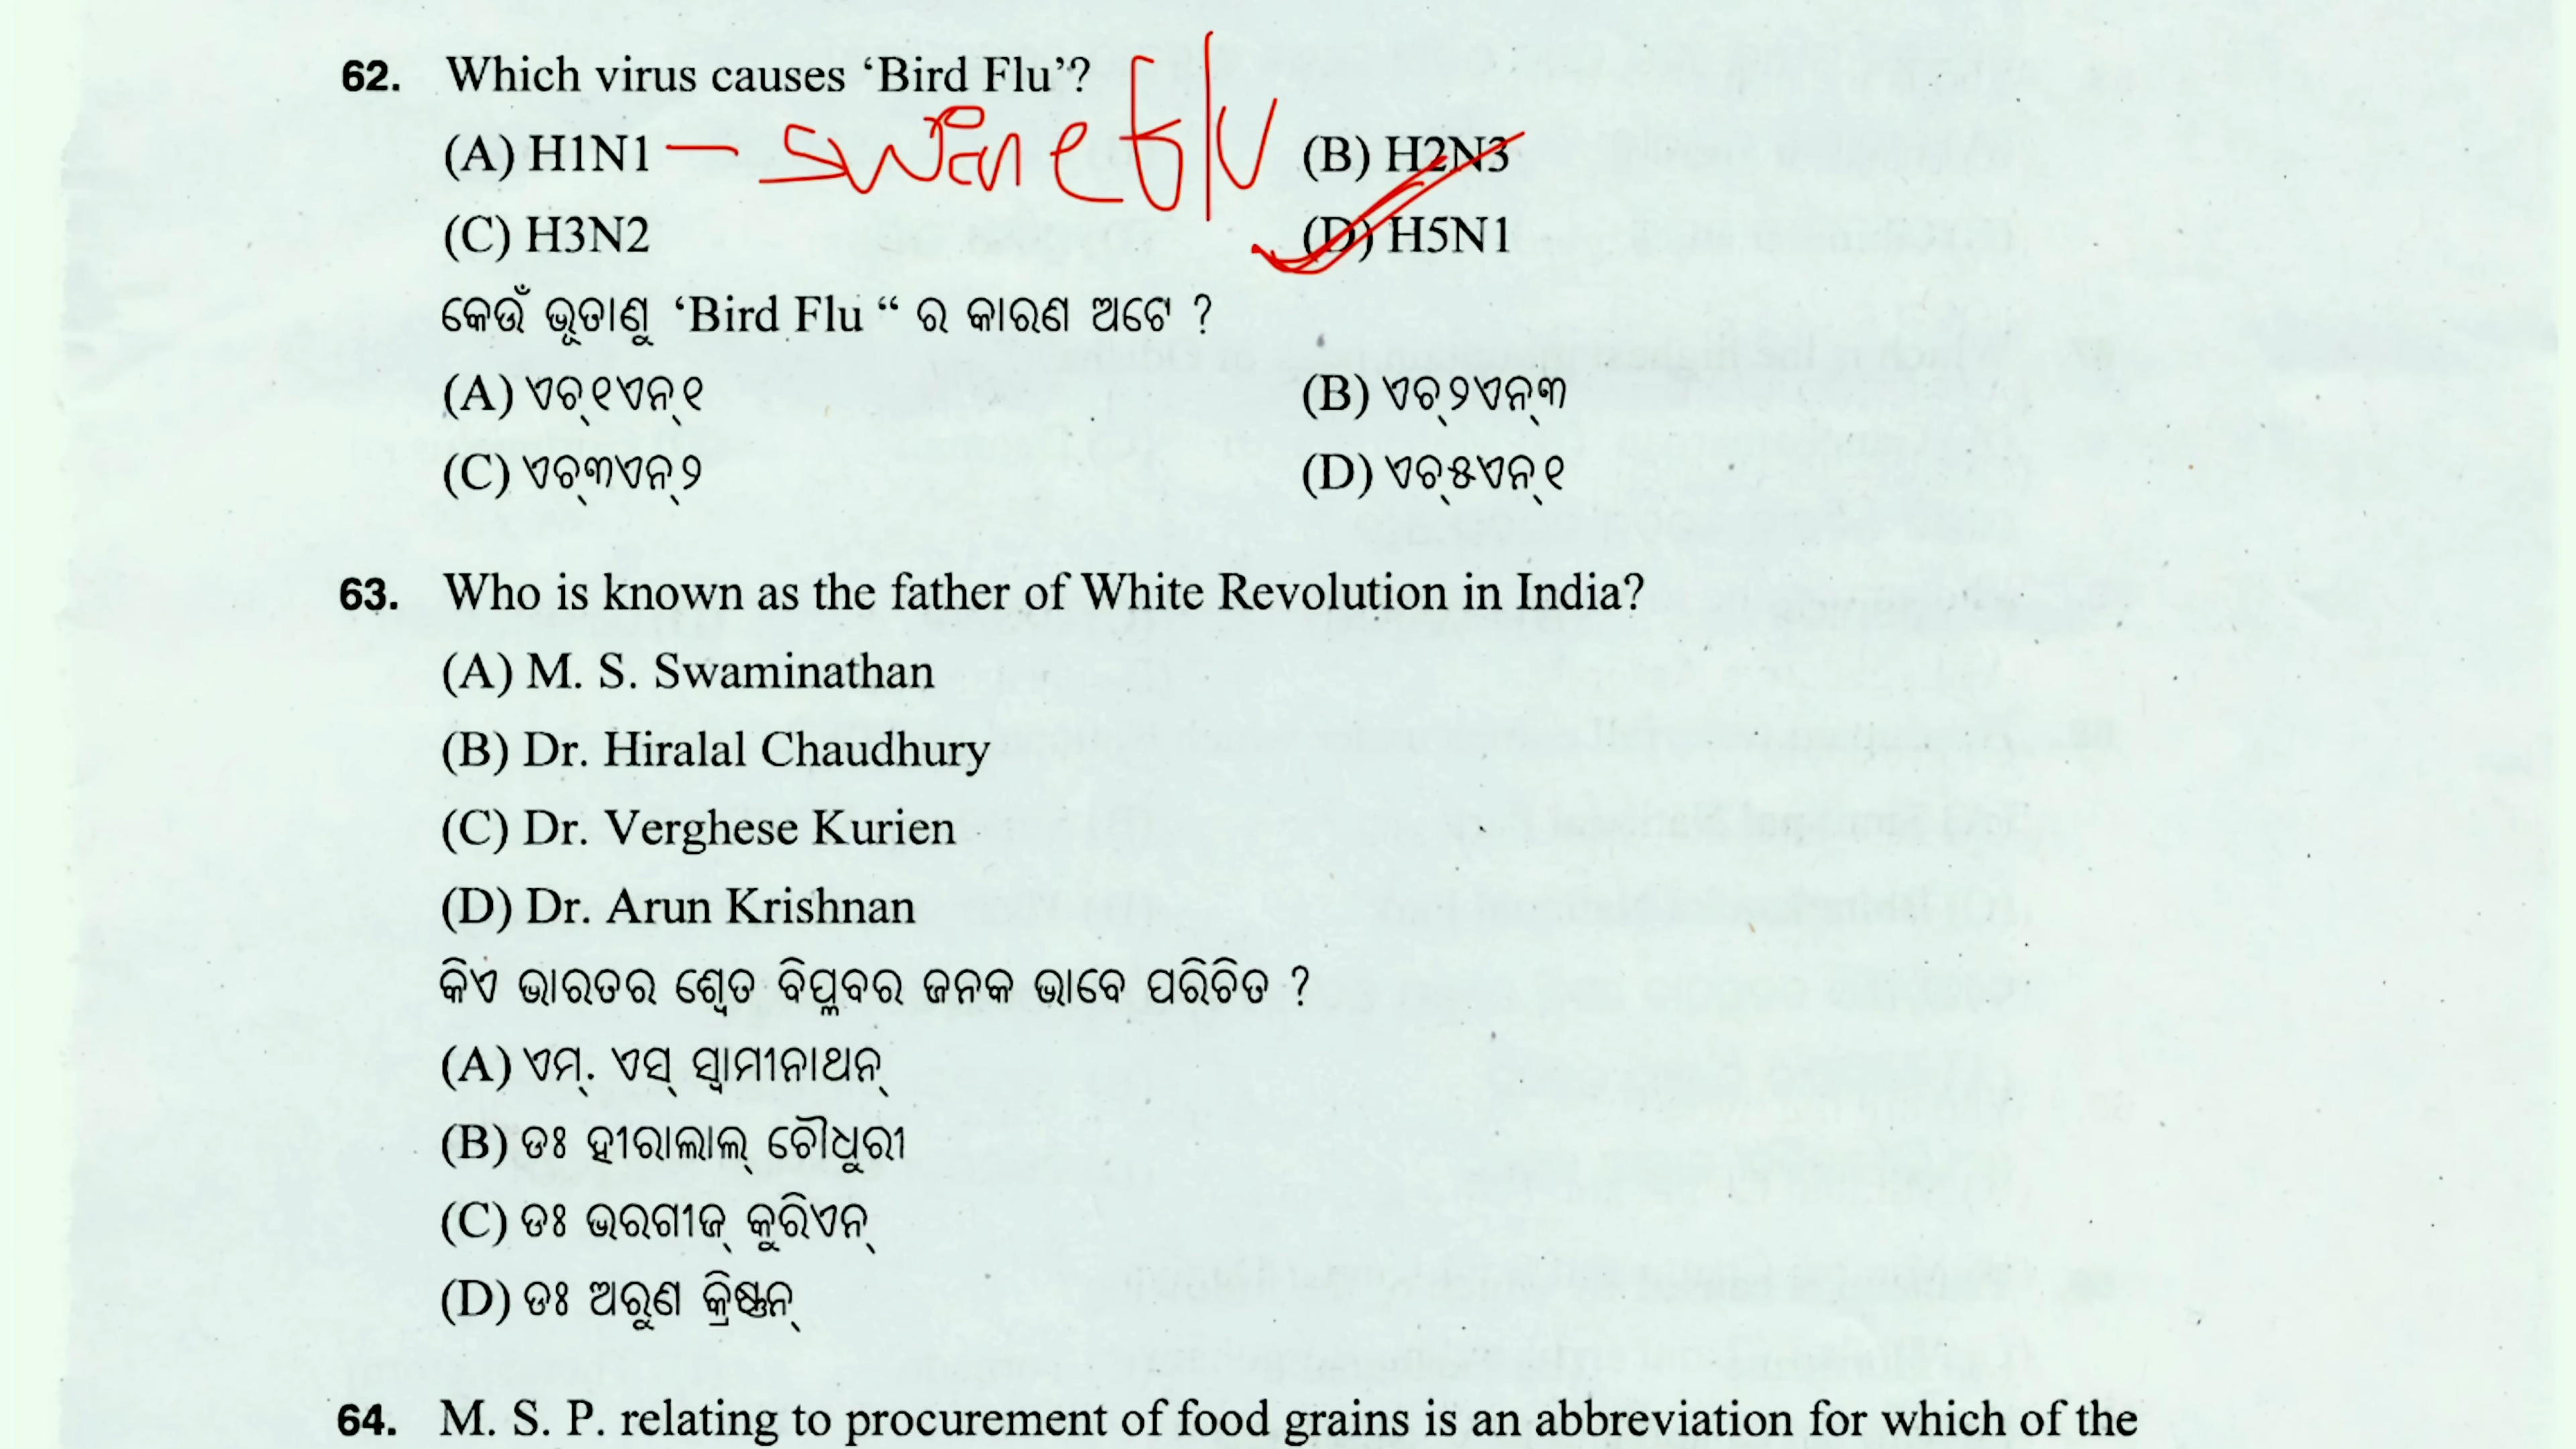 62. Which virus causes ‘Bird Flu’?
(A) H1N1 — swine flu (B) H2N3
(C) H3N2 (D) H5N1
କେଉଁ ଭୂତାଣୁ ‘Bird Flu “ ର କାରଣ ଅଟେ ?
(A) ଏଚ୍୧ଏନ୍୧ (B) ଏଚ୍୨ଏନ୍୩
(C) ଏଚ୍୩ଏନ୍୨ (D) ଏଚ୍୫ଏନ୍୧
63. Who is known as the father of White Revolution in India?
(A) M. S. Swaminathan
(B) Dr. Hiralal Chaudhury
(C) Dr. Verghese Kurien
(D) Dr. Arun Krishnan
କିଏ ଭାରତର ଶ୍ୱେତ ବିପ୍ଳବର ଜନକ ଭାବେ ପରିଚିତ ?
(A) ଏମ୍. ଏସ୍ ସ୍ୱାମୀନାଥନ୍
(B) ଡଃ ହୀରାଲାଲ୍ ଚୌଧୁରୀ
(C) ଡଃ ଭରଗୀଜ୍ କୁରିଏନ୍
(D) ଡଃ ଅରୁଣ କ୍ରିଷ୍ଣନ୍
64. M. S. P. relating to procurement of food grains is an abbreviation for which of the